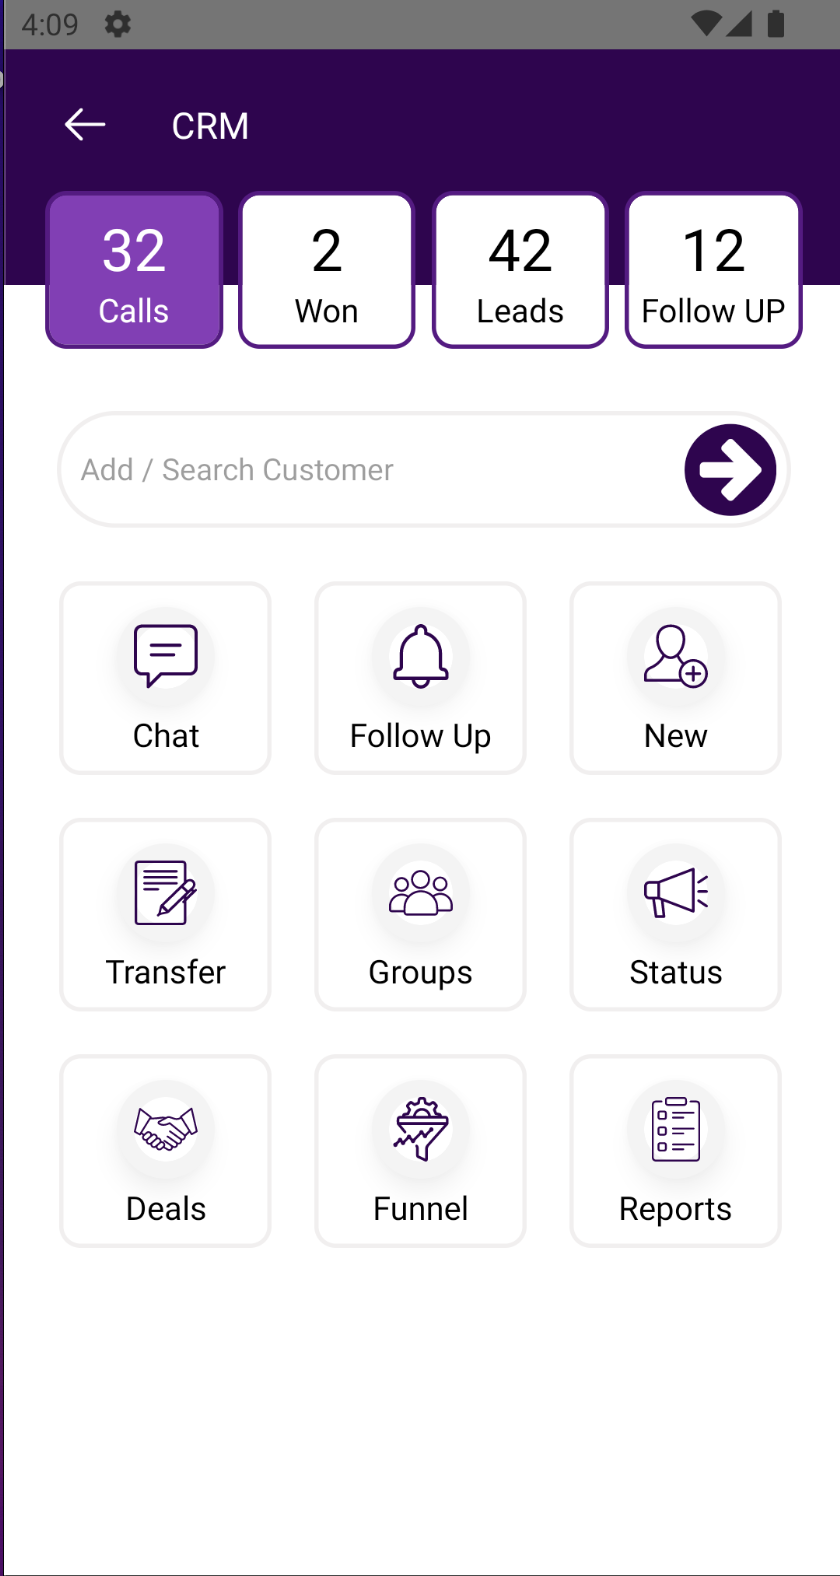 4:09
CRM
32 2 42 12
Calls Won Leads Follow UP
Add / Search Customer
Chat Follow Up New
Transfer Groups Status
Deals Funnel Reports